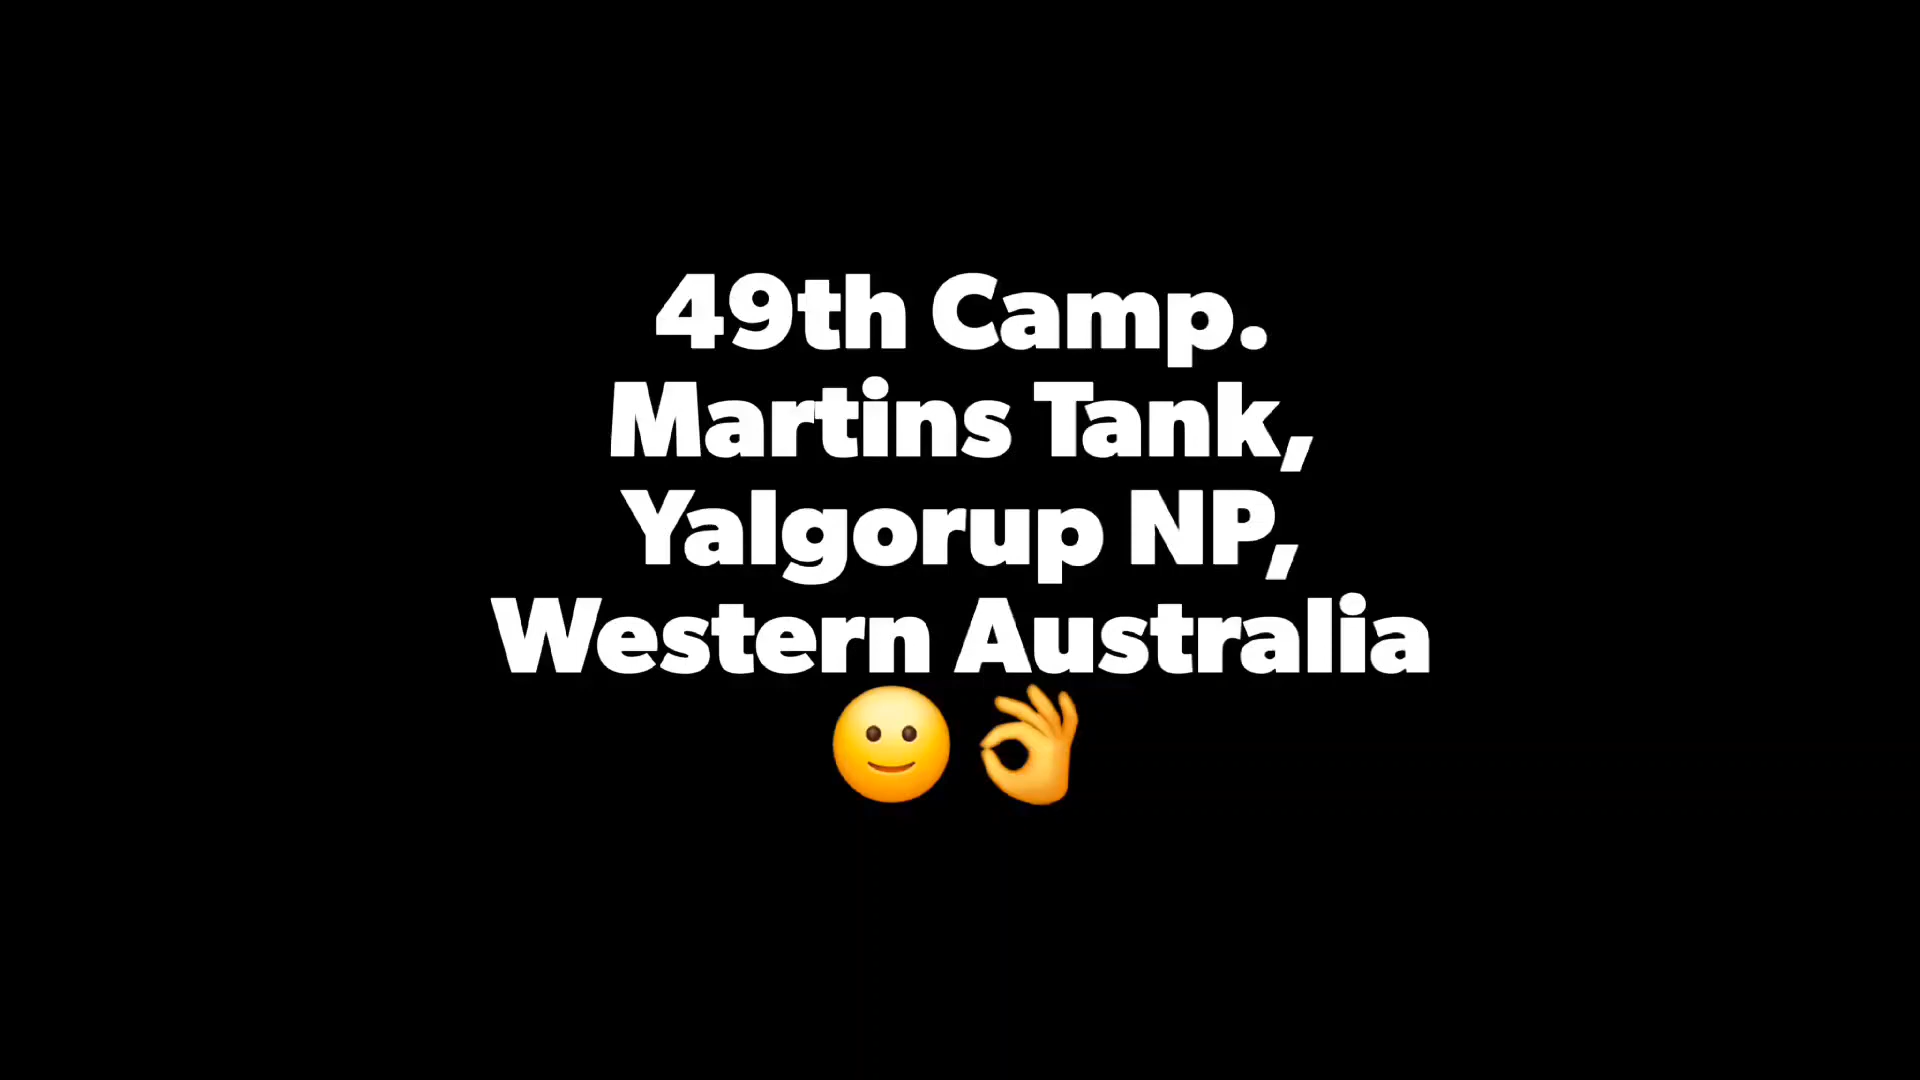 49th Camp.
Martins Tank,
Yalgorup NP,
Western Australia
🙂 👌